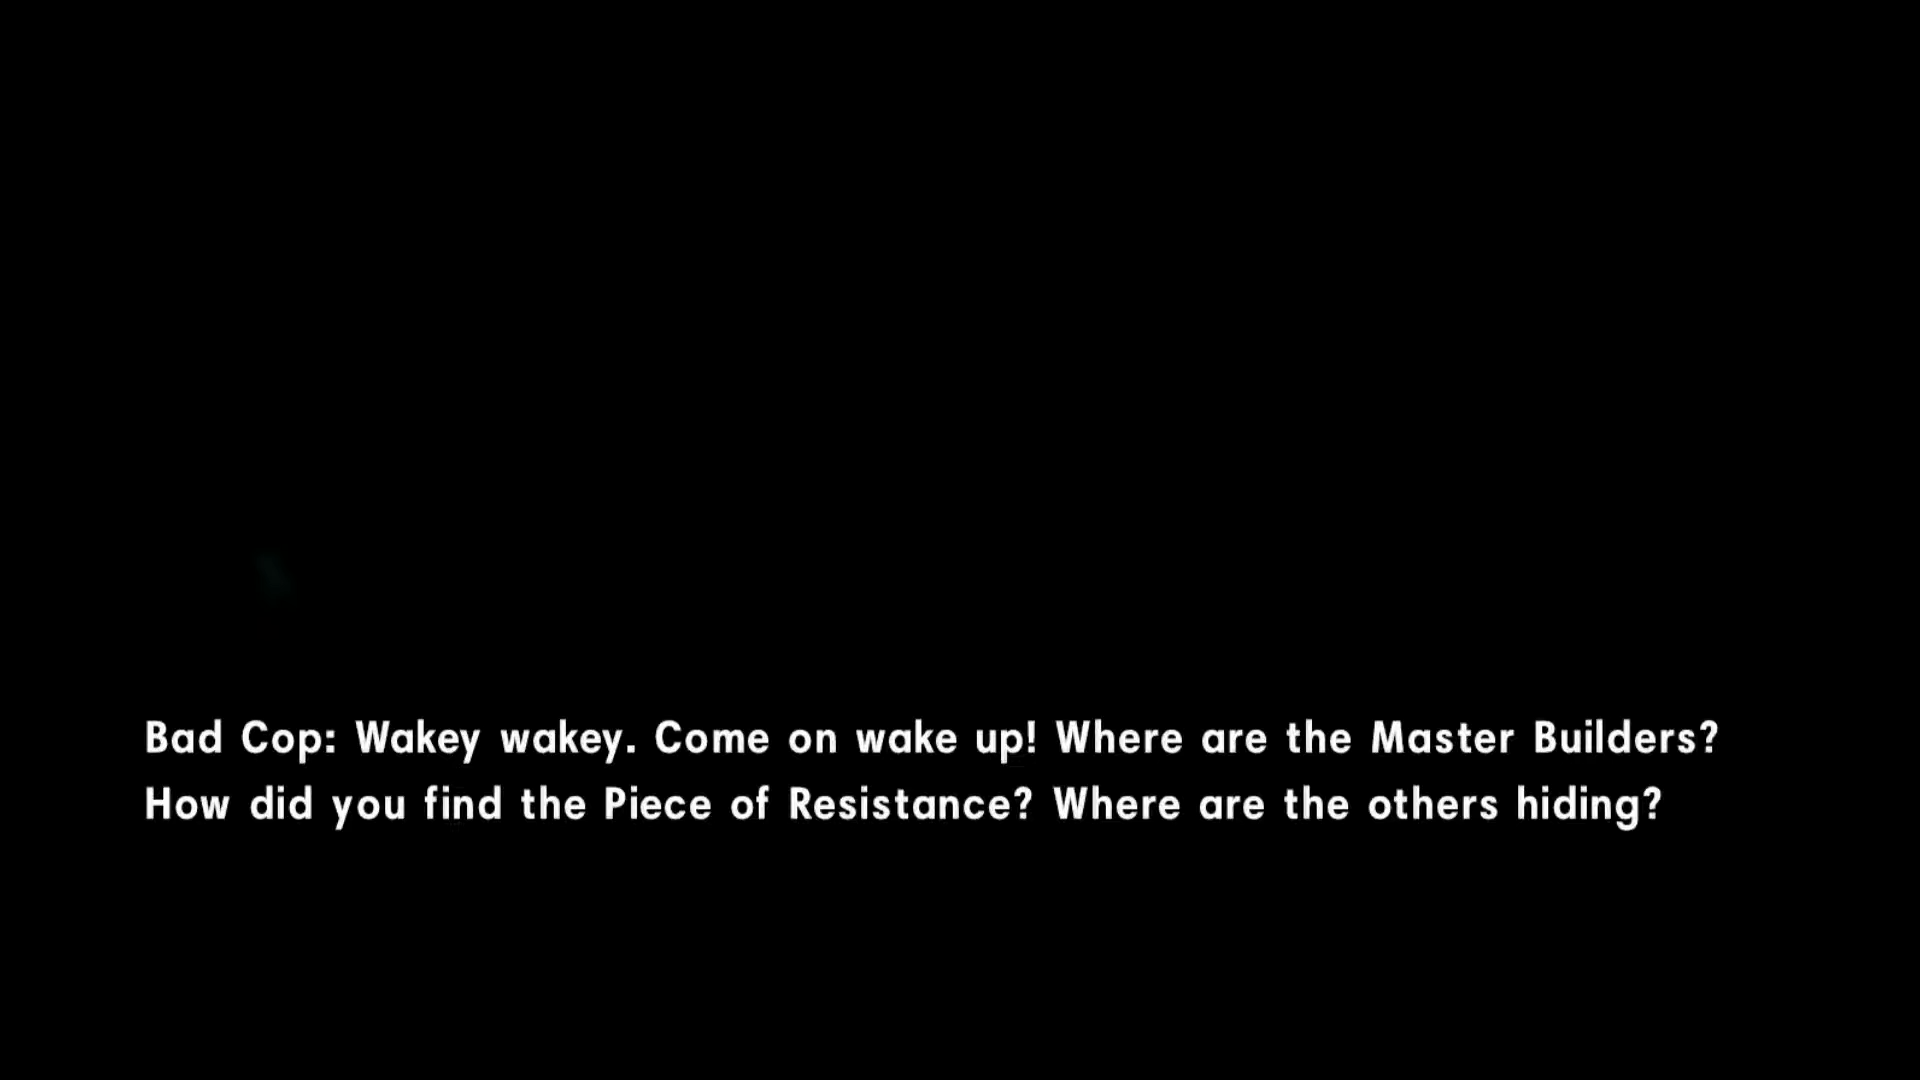 Bad Cop: Wakey wakey. Come on wake up! Where are the Master Builders?
How did you find the Piece of Resistance? Where are the others hiding?